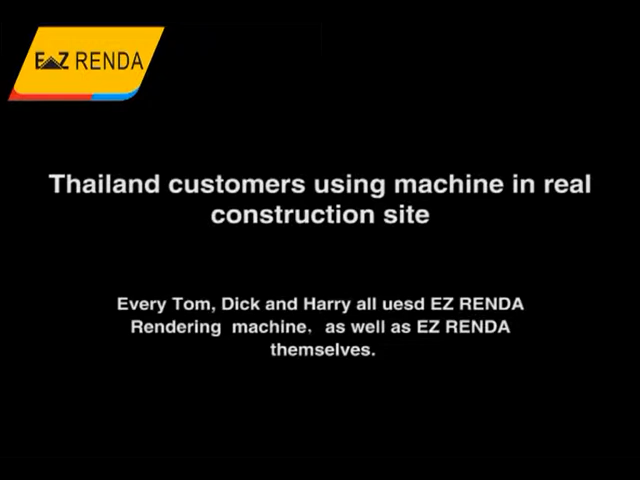 EZ RENDA
Thailand customers using machine in real
construction site
Every Tom, Dick and Harry all uesd EZ RENDA
Rendering machine, as well as EZ RENDA
themselves.